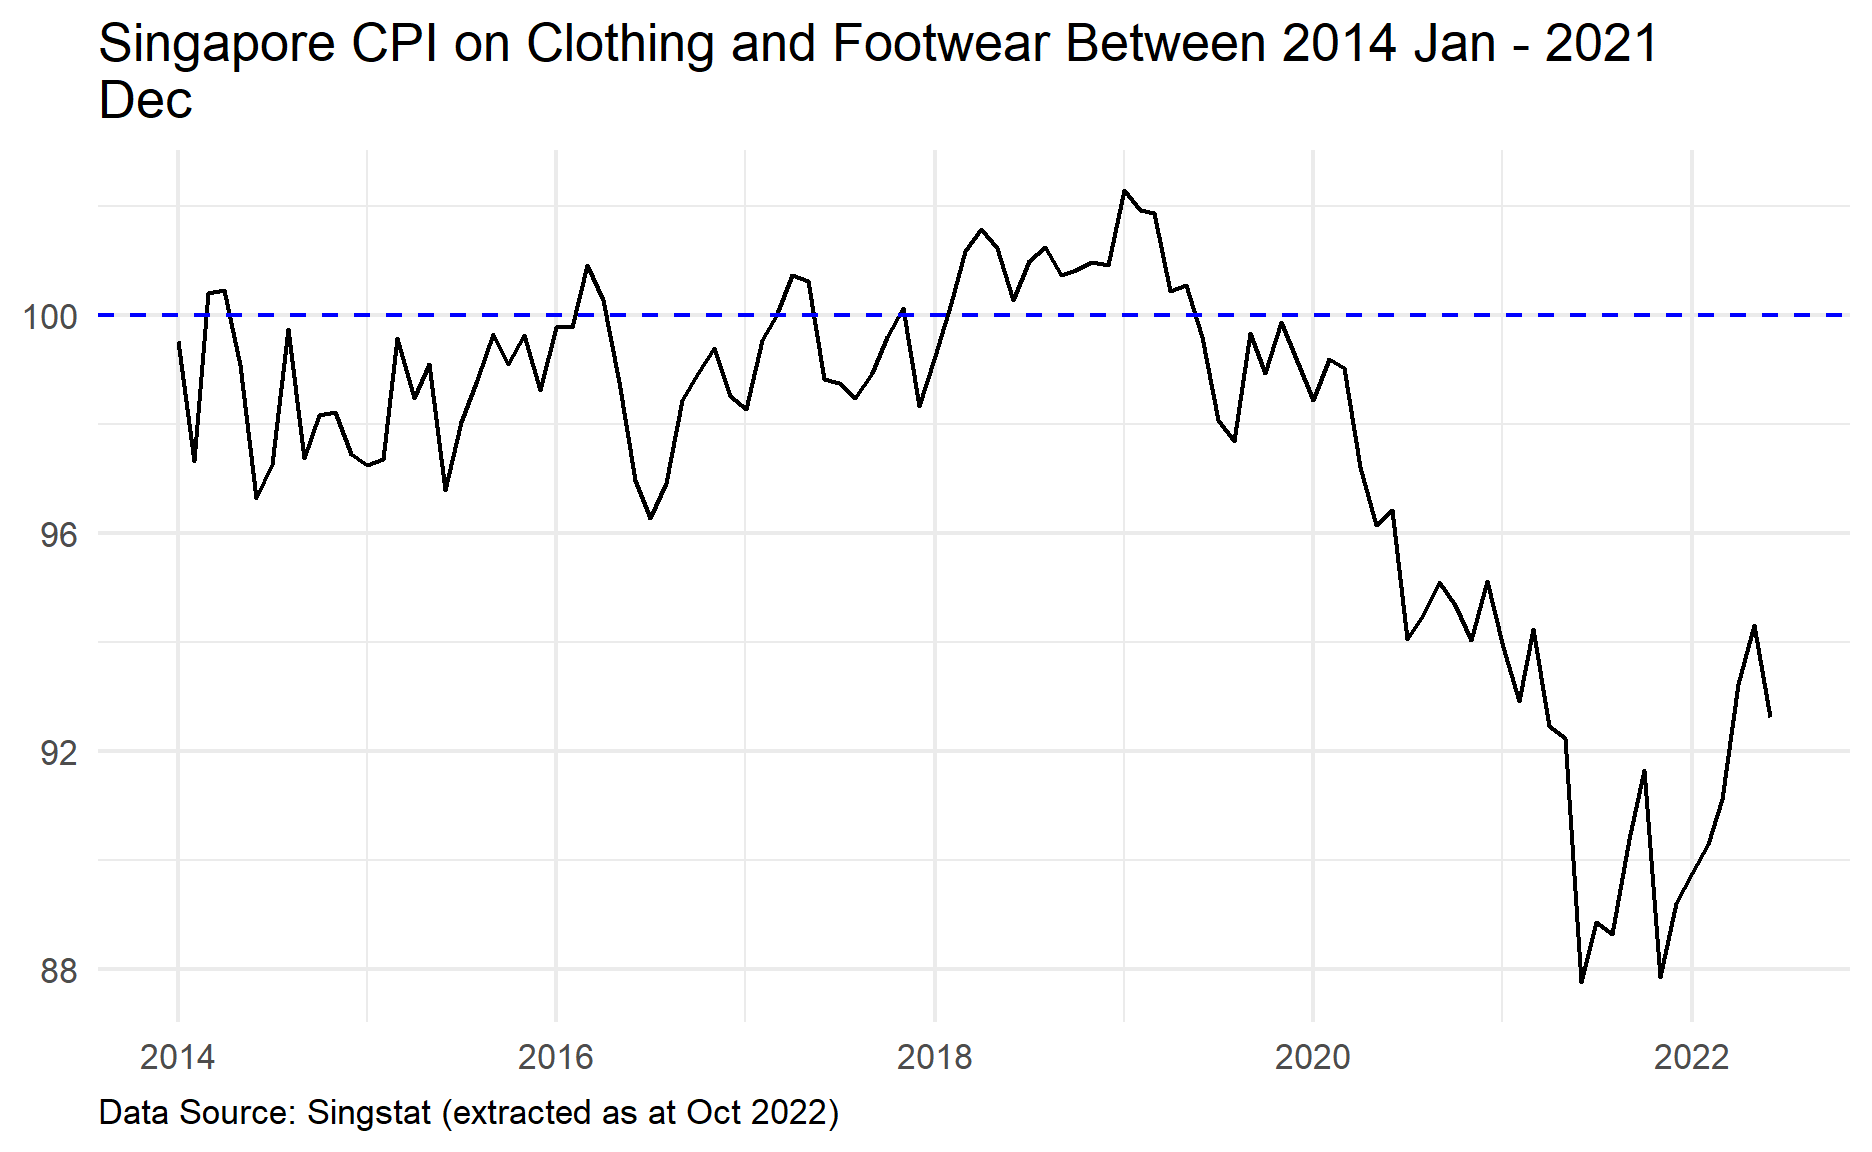 Singapore CPI on Clothing and Footwear Between 2014 Jan - 2021
Dec
100
96
92
88
2014 2016 2018 2020 2022
Data Source: Singstat (extracted as at Oct 2022)